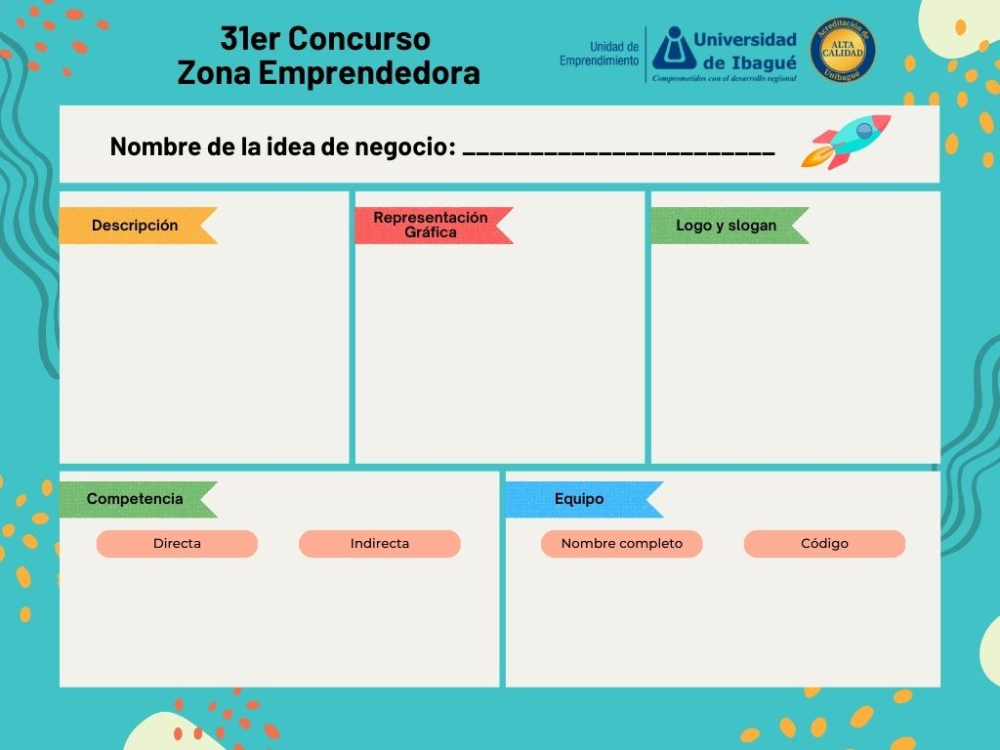 31er Concurso
Zona Emprendedora
Unidad de
Emprendimiento
Universidad
de Ibagué
Comprometidos con el desarrollo regional
Acreditación de
ALTA
CALIDAD
Unibagué
Nombre de la idea de negocio: _______________________
Descripción
Representación
Gráfica
Logo y slogan
Competencia
Directa
Indirecta
Equipo
Nombre completo
Código